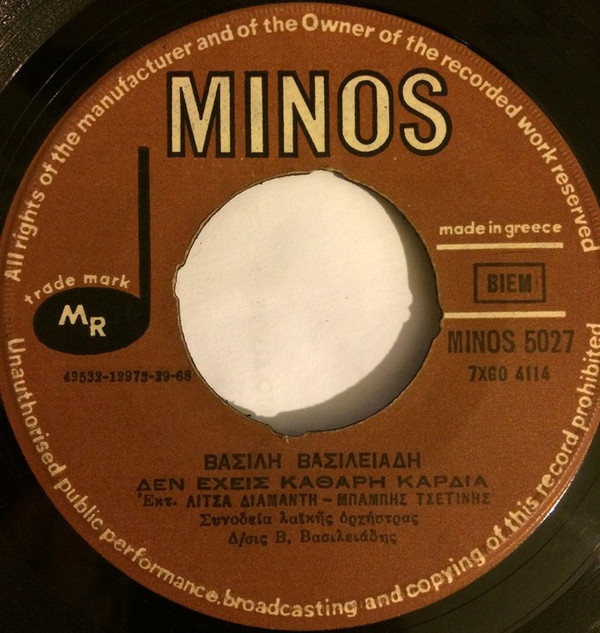 All rights of the manufacturer and of the Owner of the recorded work reserved
MINOS
made in greece
trade mark
MR
BIEM
MINOS 5027
49532-12973-29-68
7XGO 4114
ΒΑΣΙΛΗ ΒΑΣΙΛΕΙΑΔΗ
ΔΕΝ ΕΧΕΙΣ ΚΑΘΑΡΗ ΚΑΡΔΙΑ
Ἐκτ. ΛΙΤΣΑ ΔΙΑΜΑΝΤΗ – ΜΠΑΜΠΗΣ ΤΣΕΤΙΝΗΣ
Συνοδεία λαϊκῆς ὀρχήστρας
Δ/σις Β. Βασιλειάδης
Unauthorised public performance, broadcasting and copying of this record prohibited